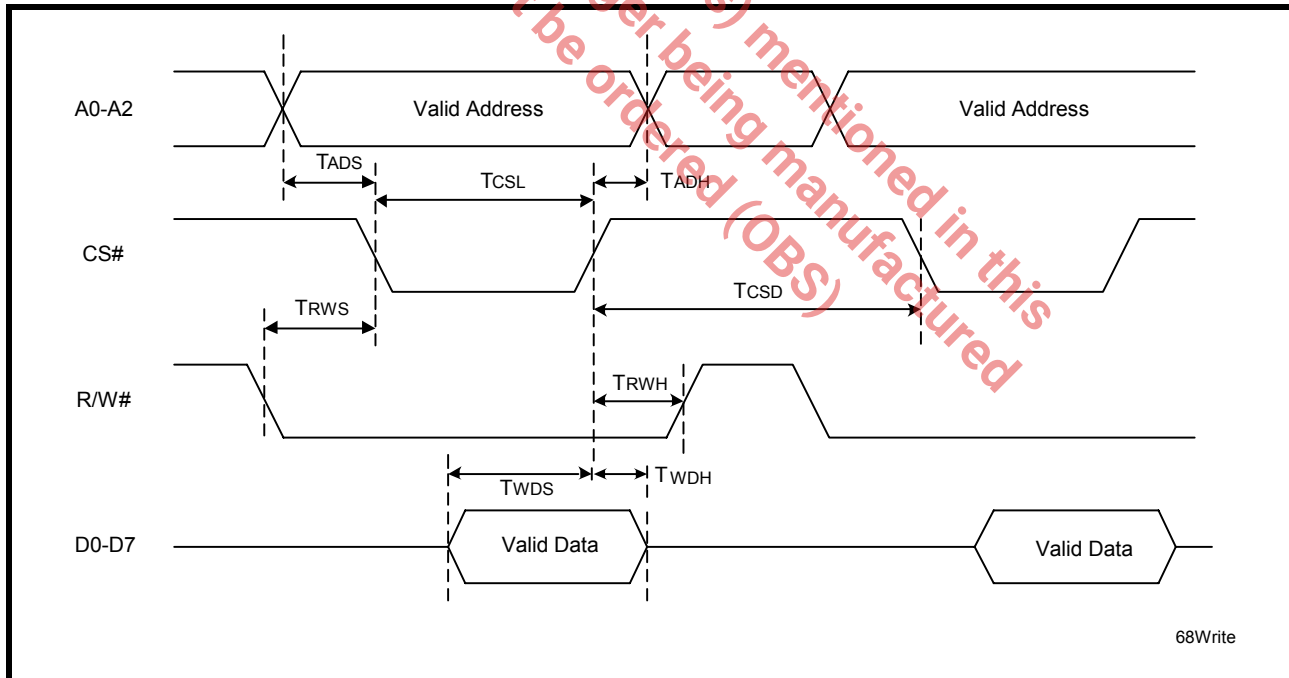 s) mentioned in this
ger being manufactured
t be ordered (OBS)
A0-A2
Valid Address
Valid Address
TADS
TCSL
TADH
CS#
TCSD
TRWS
R/W#
TRWH
TWDS
TWDH
D0-D7
Valid Data
Valid Data
68Write